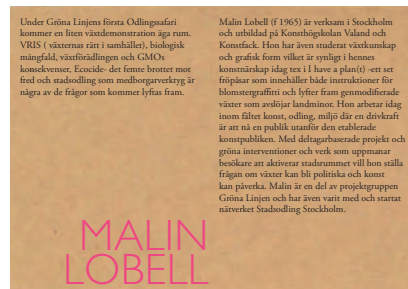 Under Gröna Linjens första Odlingssafari
kommer en liten växtdemonstration äga rum.
VRIS ( växternas rätt i samhället), biologisk
mångfald, växtförädlingen och GMOs
konsekvenser, Ecocide- det femte brottet mot
fred och stadsodling som medborgarverktyg är
några av de frågor som kommer lyftas fram.
MALIN
LOBELL
Malin Lobell (f 1965) är verksam i Stockholm
och utbildad på Konsthögskolan Valand och
Konstfack. Hon har även studerat växtkunskap
och grafisk form vilket är synligt i hennes
konstnärskap idag tex i I have a plan(t) -ett set
fröpåsar som innehåller både instruktioner för
blomstergraffitti och lyfter fram genmodifierade
växter som avslöjar landminor. Hon arbetar idag
inom fältet konst, odling, miljö där en drivkraft
är att nå en publik utanför den etablerade
konstpubliken. Med deltagarbaserade projekt och
gröna interventioner och verk som uppmanar
besökare att aktiverar stadsrummet vill hon ställa
frågan om växter kan bli politiska och konst
kan påverka. Malin är en del av projektgruppen
Gröna Linjen och har även varit med och startat
nätverket Stadsodling Stockholm.